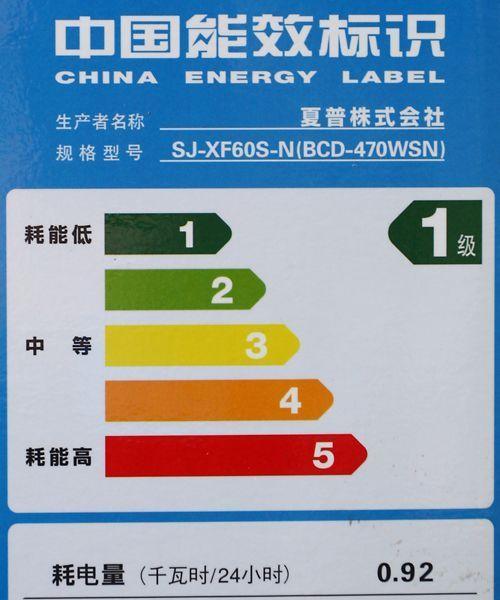 中国能效标识
CHINA ENERGY LABEL
生产者名称 夏普株式会社
规格型号 SJ-XF60S-N(BCD-470WSN)
耗能低 1 1级
2
中 等 3
4
耗能高 5
耗电量（千瓦时/24小时） 0.92